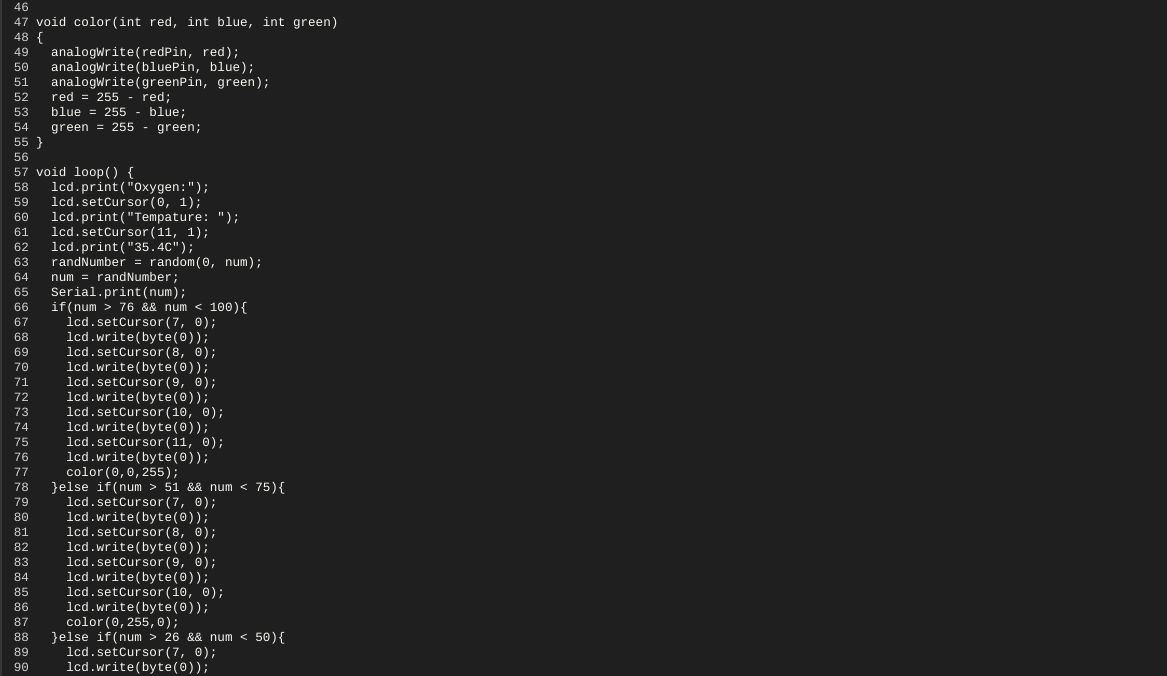 46
47 void color(int red, int blue, int green)
48 {
49   analogWrite(redPin, red);
50   analogWrite(bluePin, blue);
51   analogWrite(greenPin, green);
52   red = 255 - red;
53   blue = 255 - blue;
54   green = 255 - green;
55 }
56
57 void loop() {
58   lcd.print("Oxygen:");
59   lcd.setCursor(0, 1);
60   lcd.print("Tempature: ");
61   lcd.setCursor(11, 1);
62   lcd.print("35.4C");
63   randNumber = random(0, num);
64   num = randNumber;
65   Serial.print(num);
66   if(num > 76 && num < 100){
67     lcd.setCursor(7, 0);
68     lcd.write(byte(0));
69     lcd.setCursor(8, 0);
70     lcd.write(byte(0));
71     lcd.setCursor(9, 0);
72     lcd.write(byte(0));
73     lcd.setCursor(10, 0);
74     lcd.write(byte(0));
75     lcd.setCursor(11, 0);
76     lcd.write(byte(0));
77     color(0,0,255);
78   }else if(num > 51 && num < 75){
79     lcd.setCursor(7, 0);
80     lcd.write(byte(0));
81     lcd.setCursor(8, 0);
82     lcd.write(byte(0));
83     lcd.setCursor(9, 0);
84     lcd.write(byte(0));
85     lcd.setCursor(10, 0);
86     lcd.write(byte(0));
87     color(0,255,0);
88   }else if(num > 26 && num < 50){
89     lcd.setCursor(7, 0);
90     lcd.write(byte(0));